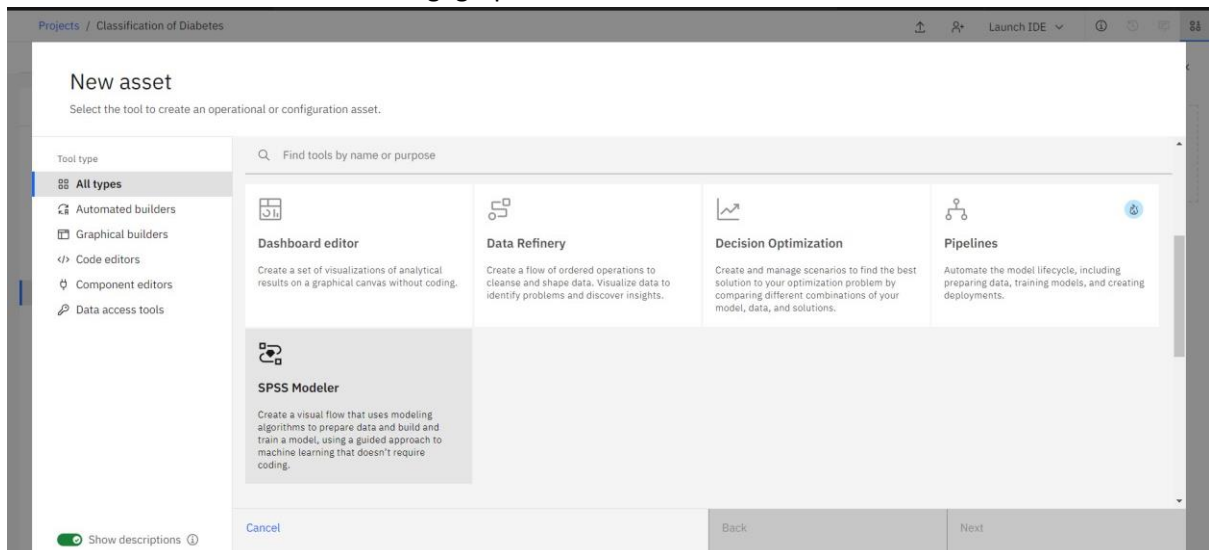 Projects / Classification of Diabetes
Launch IDE
New asset
Select the tool to create an operational or configuration asset.
Tool type
All types
Automated builders
Graphical builders
Code editors
Component editors
Data access tools
Show descriptions
Find tools by name or purpose
Dashboard editor
Create a set of visualizations of analytical
results on a graphical canvas without coding.
Data Refinery
Create a flow of ordered operations to
cleanse and shape data. Visualize data to
identify problems and discover insights.
Decision Optimization
Create and manage scenarios to find the best
solution to your optimization problem by
comparing different combinations of your
model, data, and solutions.
Pipelines
Automate the model lifecycle, including
preparing data, training models, and creating
deployments.
SPSS Modeler
Create a visual flow that uses modeling
algorithms to prepare data and build and
train a model, using a guided approach to
machine learning that doesn't require
coding.
Cancel
Back
Next